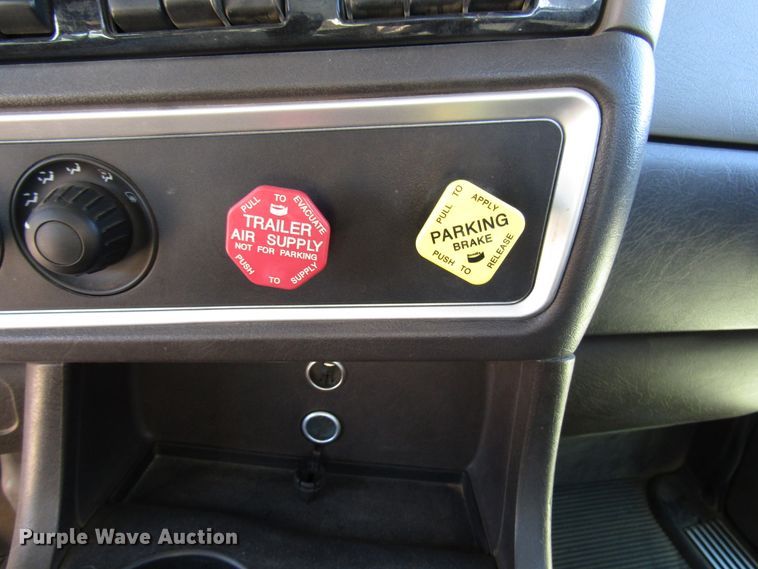 PULL TO EVACUATE
TRAILER
AIR SUPPLY
NOT FOR PARKING
PUSH TO SUPPLY
PULL TO APPLY
PARKING
BRAKE
PUSH TO RELEASE
Purple Wave Auction